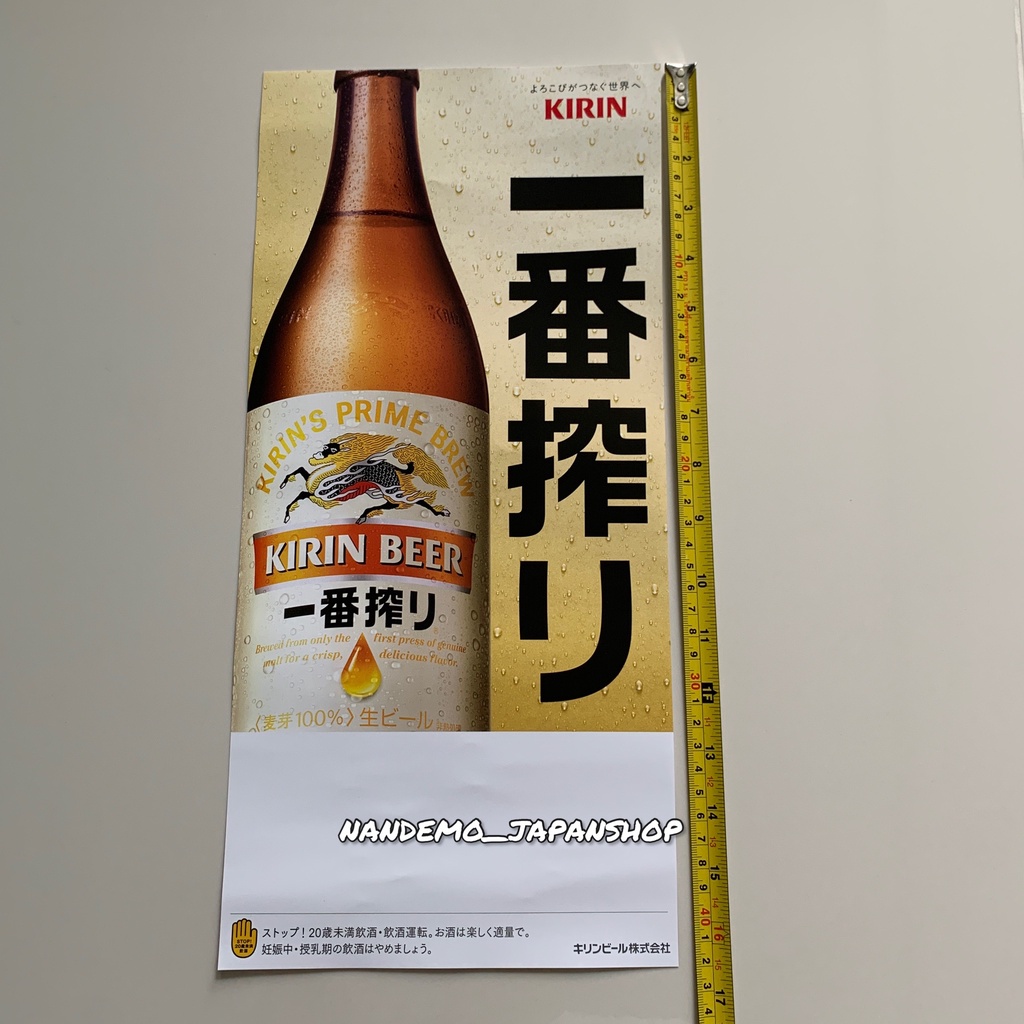 よろこびがつなぐ世界へ
KIRIN
一番搾り
KIRIN'S PRIME BREW
KIRIN BEER
一番搾り
Brewed from only the first press of genuine
malt for a crisp, delicious flavor.
〈麦芽100%〉生ビール
NANDEMO_JAPANSHOP
STOP!
ストップ！20歳未満飲酒・飲酒運転。お酒は楽しく適量で。
妊娠中・授乳期の飲酒はやめましょう。
キリンビール株式会社